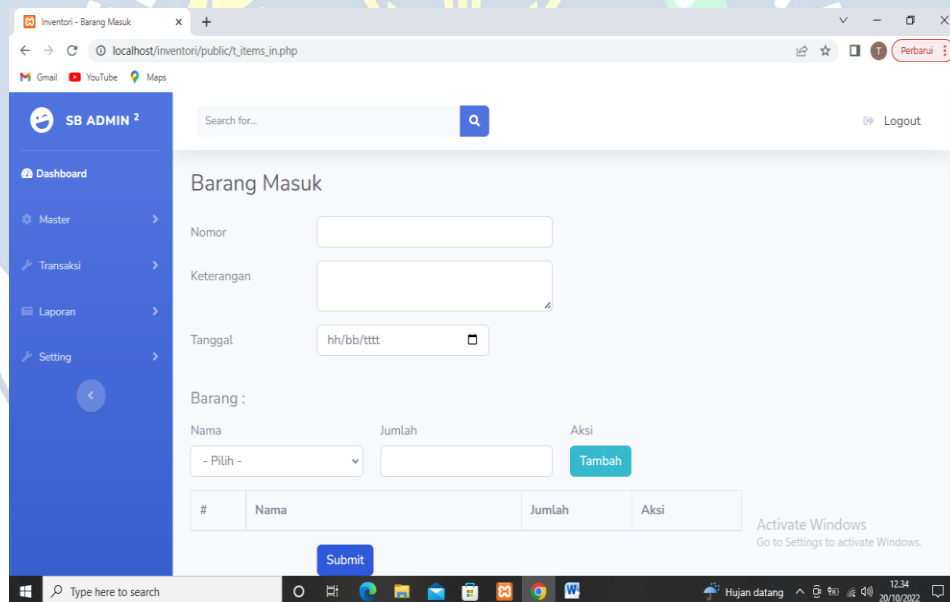 Inventori - Barang Masuk
localhost/inventori/public/t_items_in.php
T
Perbarui
Gmail YouTube Maps
SB ADMIN 2
Search for...
Logout
Dashboard
Master
Transaksi
Laporan
Setting
Barang Masuk
Nomor
Keterangan
Tanggal
hh/bb/tttt
Barang :
Nama Jumlah Aksi
- Pilih - Tambah
# Nama Jumlah Aksi
Submit
Activate Windows
Go to Settings to activate Windows.
Type here to search
W
Hujan datang
12.34
20/10/2022